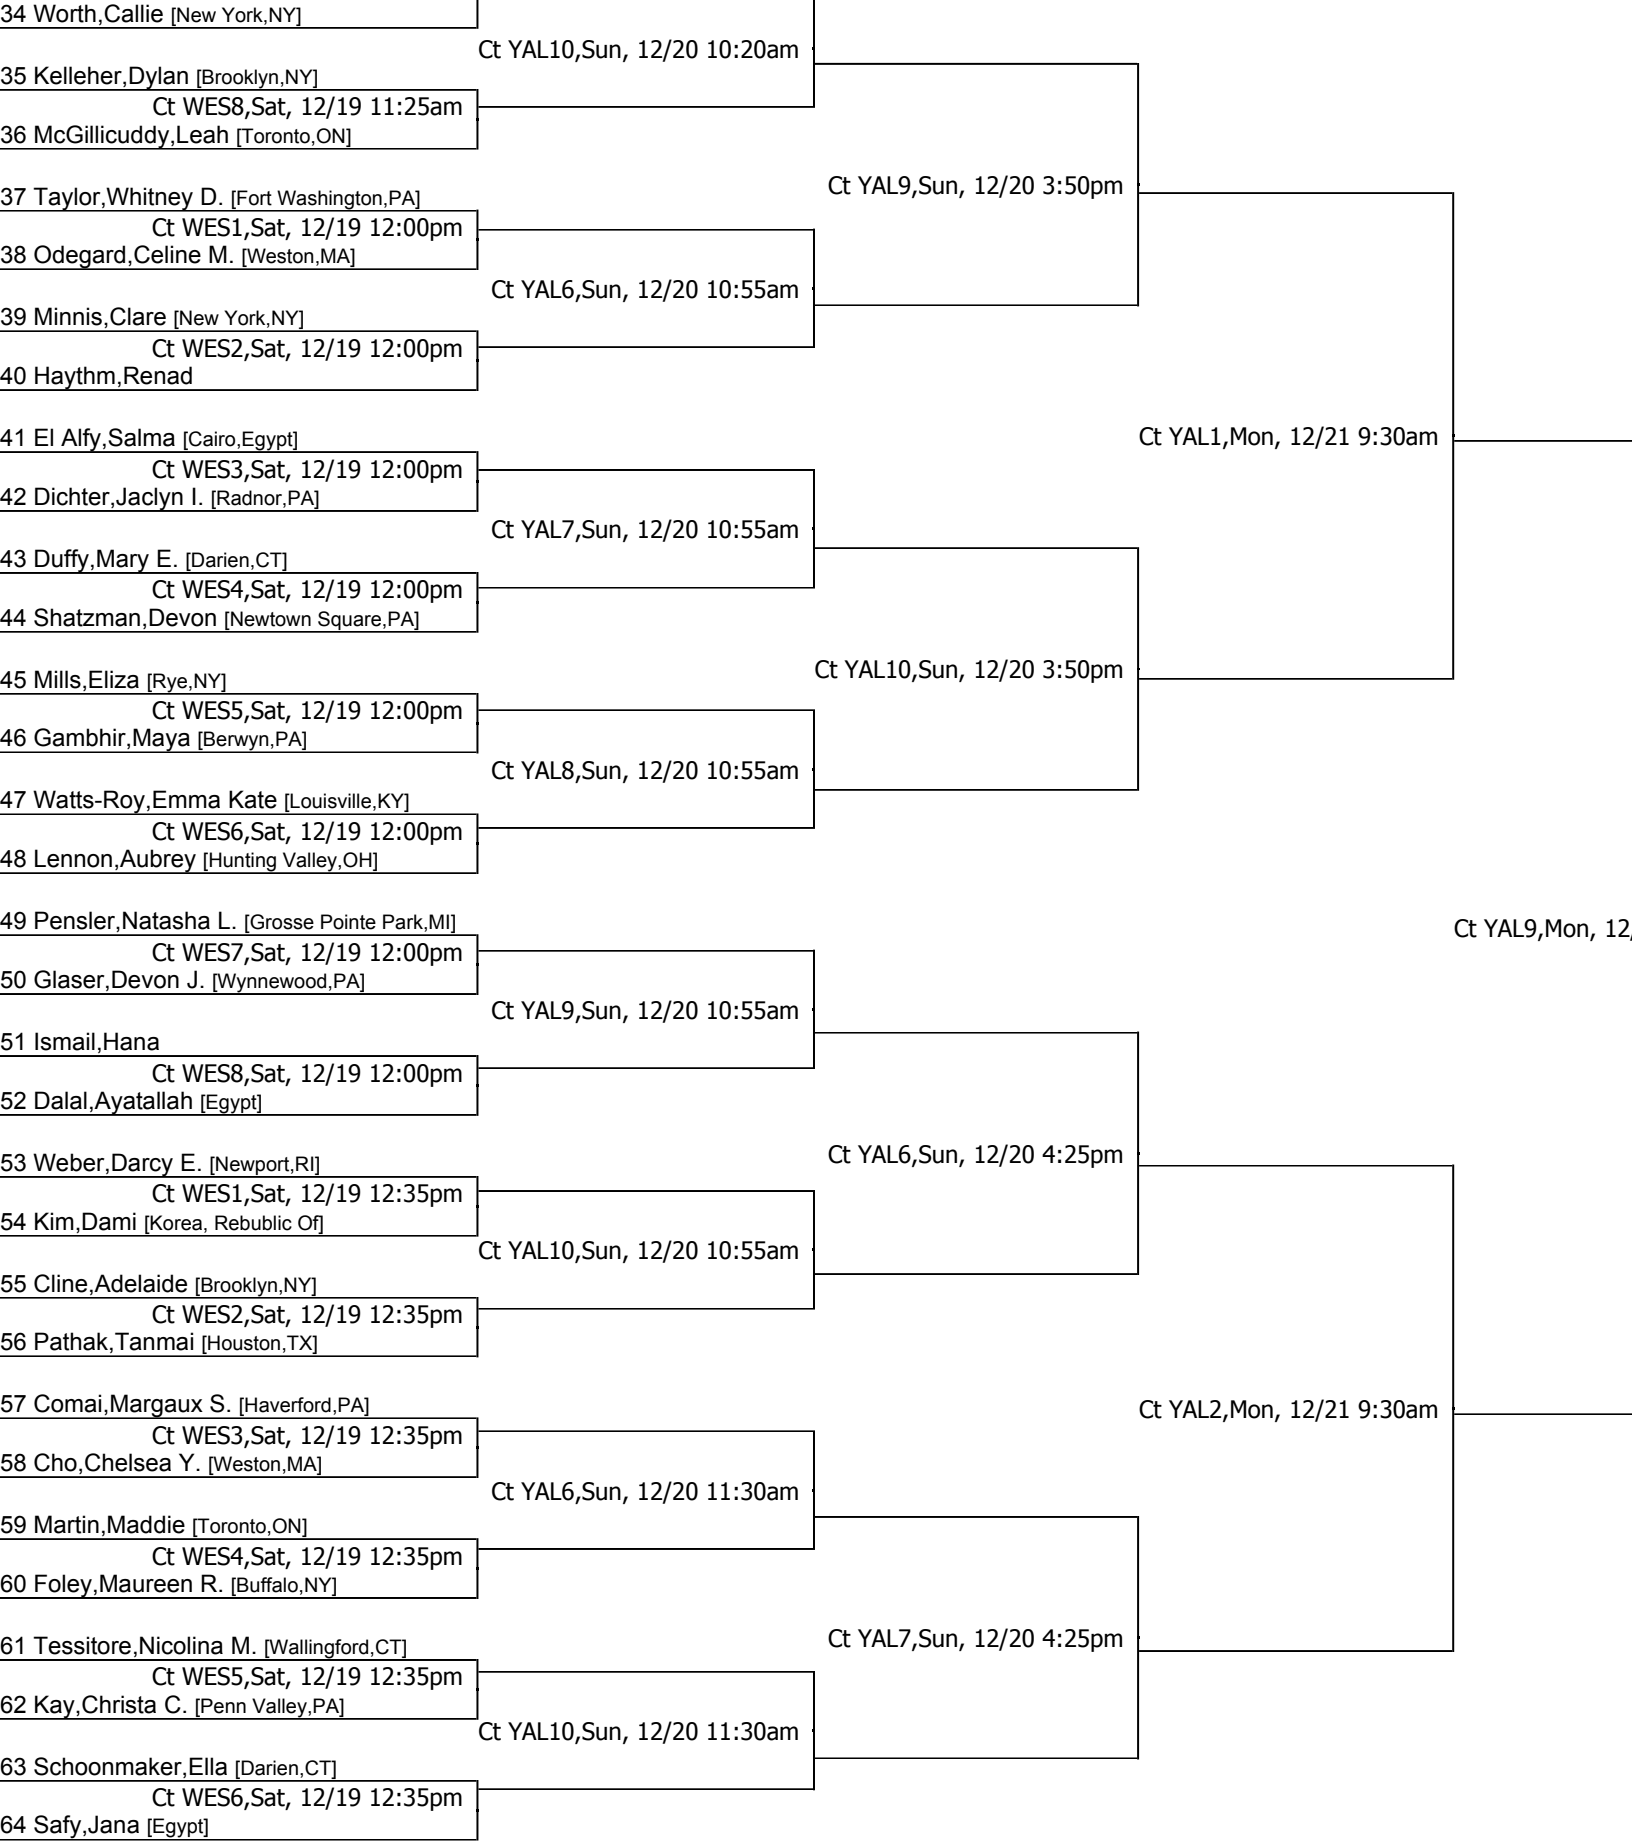 34 Worth,Callie [New York,NY]
Ct YAL10,Sun, 12/20 10:20am
35 Kelleher,Dylan [Brooklyn,NY]
Ct WES8,Sat, 12/19 11:25am
36 McGillicuddy,Leah [Toronto,ON]
Ct YAL9,Sun, 12/20 3:50pm
37 Taylor,Whitney D. [Fort Washington,PA]
Ct WES1,Sat, 12/19 12:00pm
38 Odegard,Celine M. [Weston,MA]
Ct YAL6,Sun, 12/20 10:55am
39 Minnis,Clare [New York,NY]
Ct WES2,Sat, 12/19 12:00pm
40 Haythm,Renad
Ct YAL1,Mon, 12/21 9:30am
41 El Alfy,Salma [Cairo,Egypt]
Ct WES3,Sat, 12/19 12:00pm
42 Dichter,Jaclyn I. [Radnor,PA]
Ct YAL7,Sun, 12/20 10:55am
43 Duffy,Mary E. [Darien,CT]
Ct WES4,Sat, 12/19 12:00pm
44 Shatzman,Devon [Newtown Square,PA]
Ct YAL10,Sun, 12/20 3:50pm
45 Mills,Eliza [Rye,NY]
Ct WES5,Sat, 12/19 12:00pm
46 Gambhir,Maya [Berwyn,PA]
Ct YAL8,Sun, 12/20 10:55am
47 Watts-Roy,Emma Kate [Louisville,KY]
Ct WES6,Sat, 12/19 12:00pm
48 Lennon,Aubrey [Hunting Valley,OH]
49 Pensler,Natasha L. [Grosse Pointe Park,MI]
Ct YAL9,Mon, 12/
Ct WES7,Sat, 12/19 12:00pm
50 Glaser,Devon J. [Wynnewood,PA]
Ct YAL9,Sun, 12/20 10:55am
51 Ismail,Hana
Ct WES8,Sat, 12/19 12:00pm
52 Dalal,Ayatallah [Egypt]
Ct YAL6,Sun, 12/20 4:25pm
53 Weber,Darcy E. [Newport,RI]
Ct WES1,Sat, 12/19 12:35pm
54 Kim,Dami [Korea, Rebublic Of]
Ct YAL10,Sun, 12/20 10:55am
55 Cline,Adelaide [Brooklyn,NY]
Ct WES2,Sat, 12/19 12:35pm
56 Pathak,Tanmai [Houston,TX]
57 Comai,Margaux S. [Haverford,PA]
Ct YAL2,Mon, 12/21 9:30am
Ct WES3,Sat, 12/19 12:35pm
58 Cho,Chelsea Y. [Weston,MA]
Ct YAL6,Sun, 12/20 11:30am
59 Martin,Maddie [Toronto,ON]
Ct WES4,Sat, 12/19 12:35pm
60 Foley,Maureen R. [Buffalo,NY]
Ct YAL7,Sun, 12/20 4:25pm
61 Tessitore,Nicolina M. [Wallingford,CT]
Ct WES5,Sat, 12/19 12:35pm
62 Kay,Christa C. [Penn Valley,PA]
Ct YAL10,Sun, 12/20 11:30am
63 Schoonmaker,Ella [Darien,CT]
Ct WES6,Sat, 12/19 12:35pm
64 Safy,Jana [Egypt]